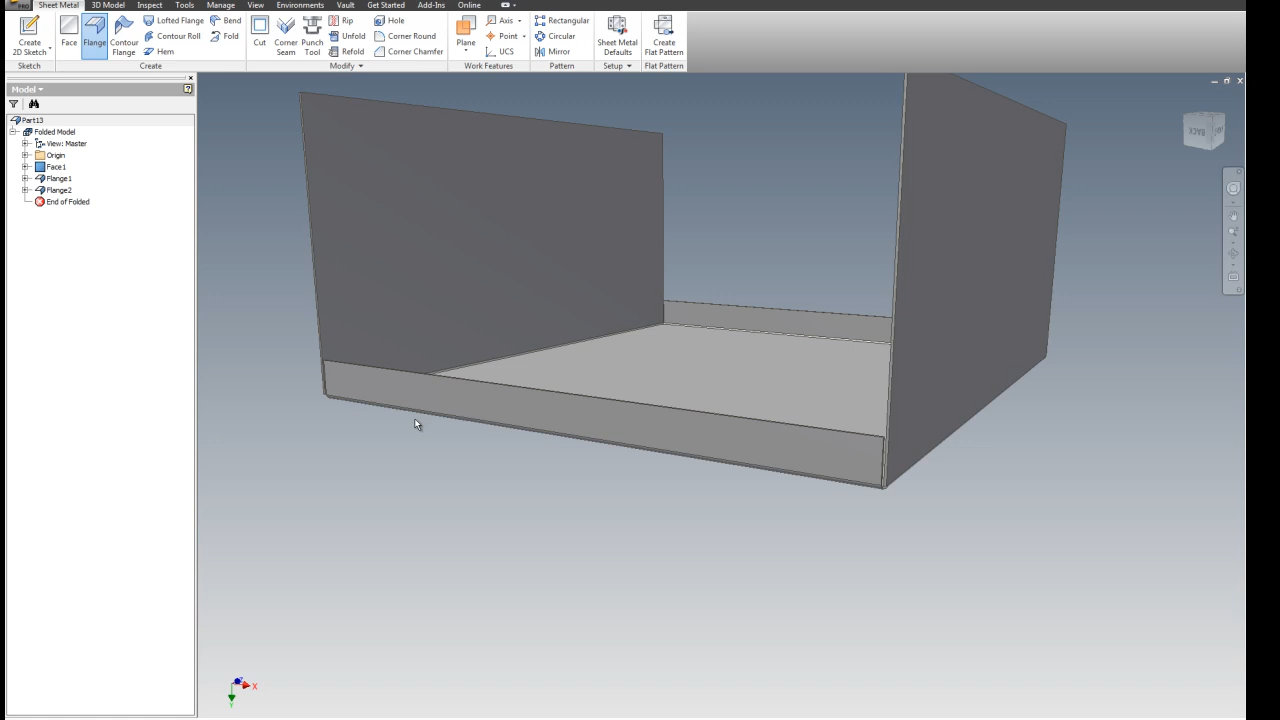 PRO
Sheet Metal 3D Model Inspect Tools Manage View Environments Vault Get Started Add-Ins Online
Create
2D Sketch
Face
Flange
Contour
Flange
Lofted Flange
Contour Roll
Hem
Bend
Fold
Cut
Corner
Seam
Punch
Tool
Rip
Unfold
Refold
Hole
Corner Round
Corner Chamfer
Plane
Axis
Point
UCS
Rectangular
Circular
Mirror
Sheet Metal
Defaults
Create
Flat Pattern
Sketch Create Modify Work Features Pattern Setup Flat Pattern
Model
Part13
Folded Model
View: Master
Origin
Face1
Flange1
Flange2
End of Folded
BACK
X
Y
Z